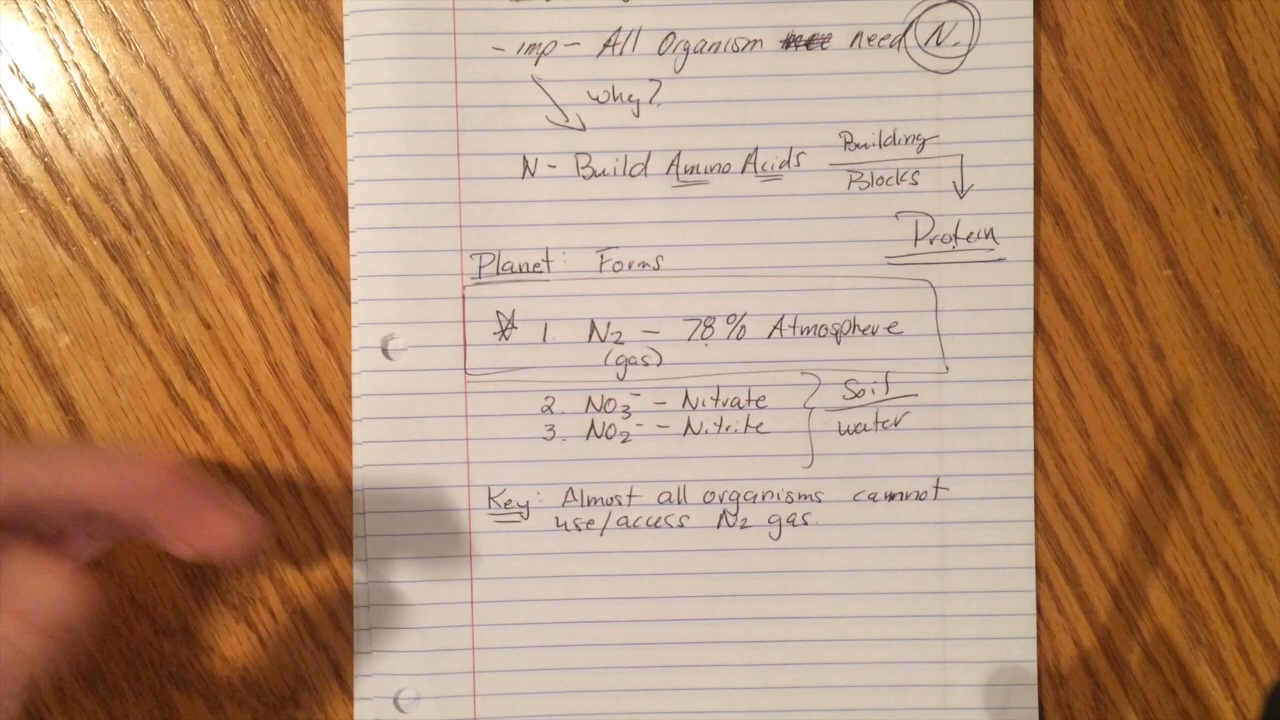 - imp - All Organism need N.
why?
N - Build Amino Acids Building Blocks
Protein
Planet: Forms
1. N2 - 78% Atmosphere
(gas)
2. NO3⁻ - Nitrate
3. NO2⁻ - Nitrite
Soil
water
Key: Almost all organisms cannot
use/access N2 gas.